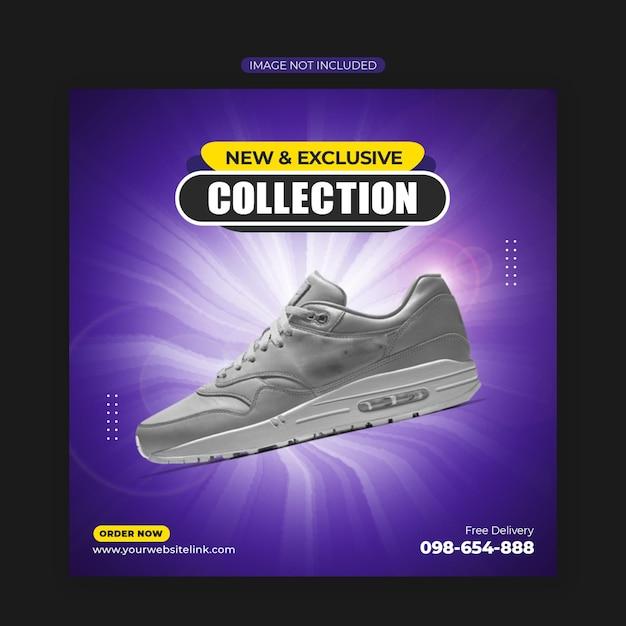 IMAGE NOT INCLUDED
NEW & EXCLUSIVE
COLLECTION
ORDER NOW
www.yourwebsitelink.com
Free Delivery
098-654-888